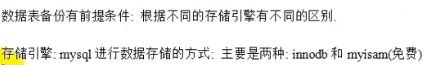 数据表备份有前提条件: 根据不同的存储引擎有不同的区别.
存储引擎: mysql 进行数据存储的方式: 主要是两种: innodb 和 myisam(免费)